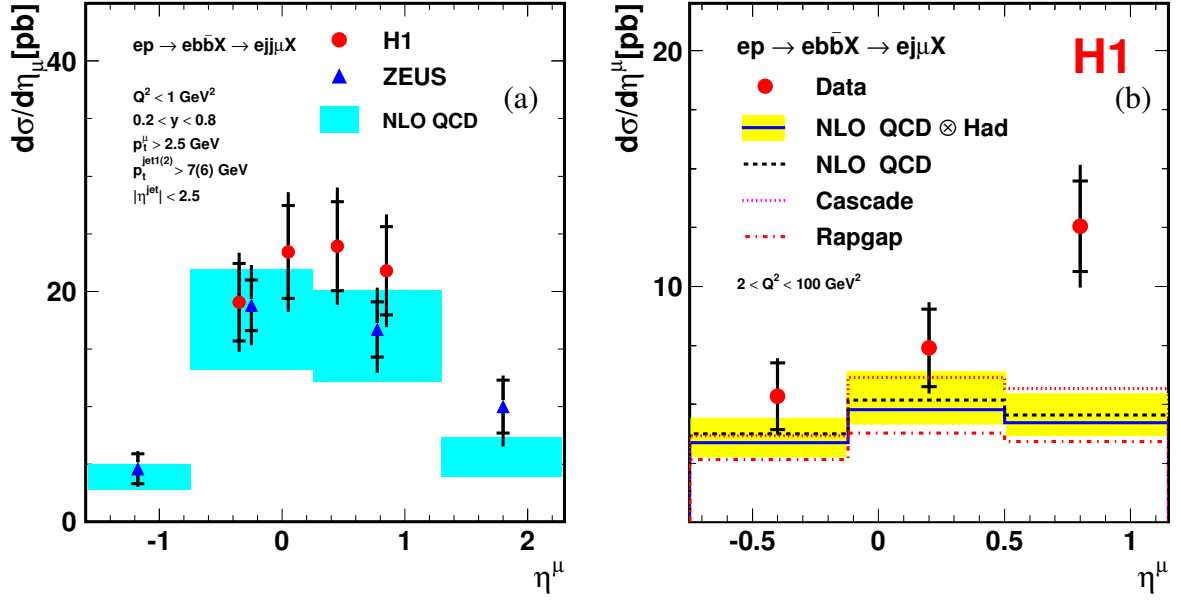 dσ/dη_μ [pb]
ep → ebb̄X → ejjμX
Q² < 1 GeV²
0.2 < y < 0.8
p_t^μ > 2.5 GeV
p_t^jet1(2) > 7(6) GeV
|η^jet| < 2.5
H1
ZEUS
NLO QCD
(a)
40
20
0
-1
0
1
2
η^μ
dσ/dη^μ [pb]
ep → ebb̄X → ejμX
H1
Data
(b)
NLO QCD ⊗ Had
NLO QCD
Cascade
Rapgap
2 < Q² < 100 GeV²
20
10
0
-0.5
0
0.5
1
η^μ